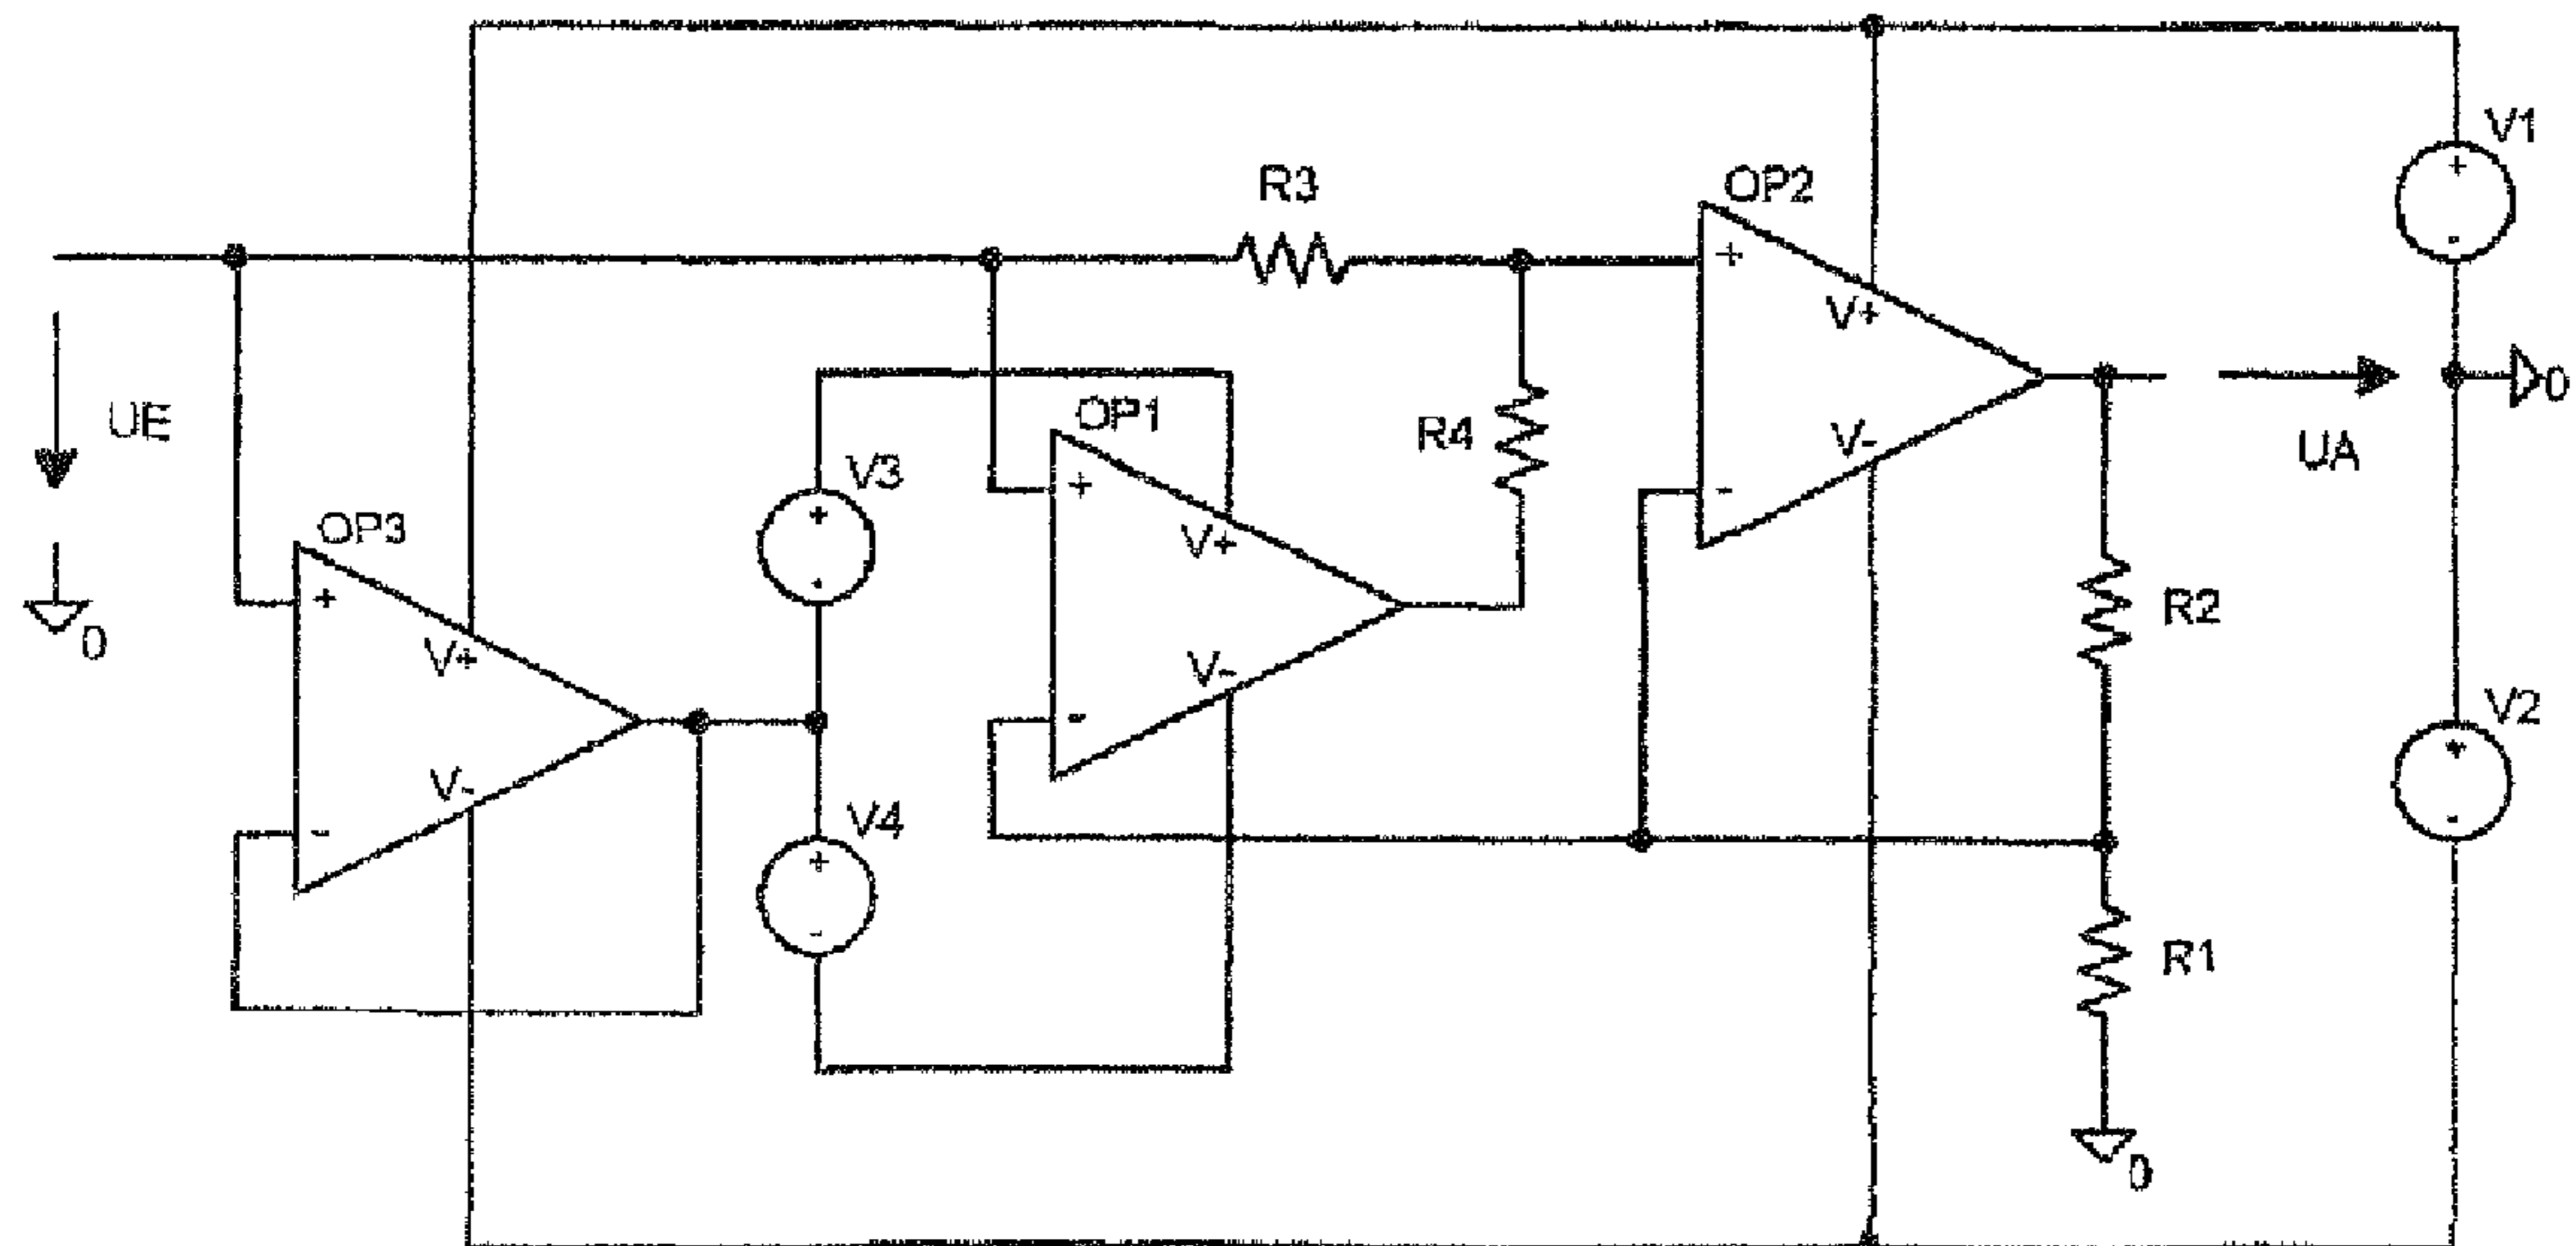 V1
+
-
R3
OP2
+
V+
V-
-
0
UE
OP1
+
V+
V-
-
R4
UA
V3
+
-
OP3
+
V+
V-
-
0
R2
V4
+
-
V2
+
-
R1
0